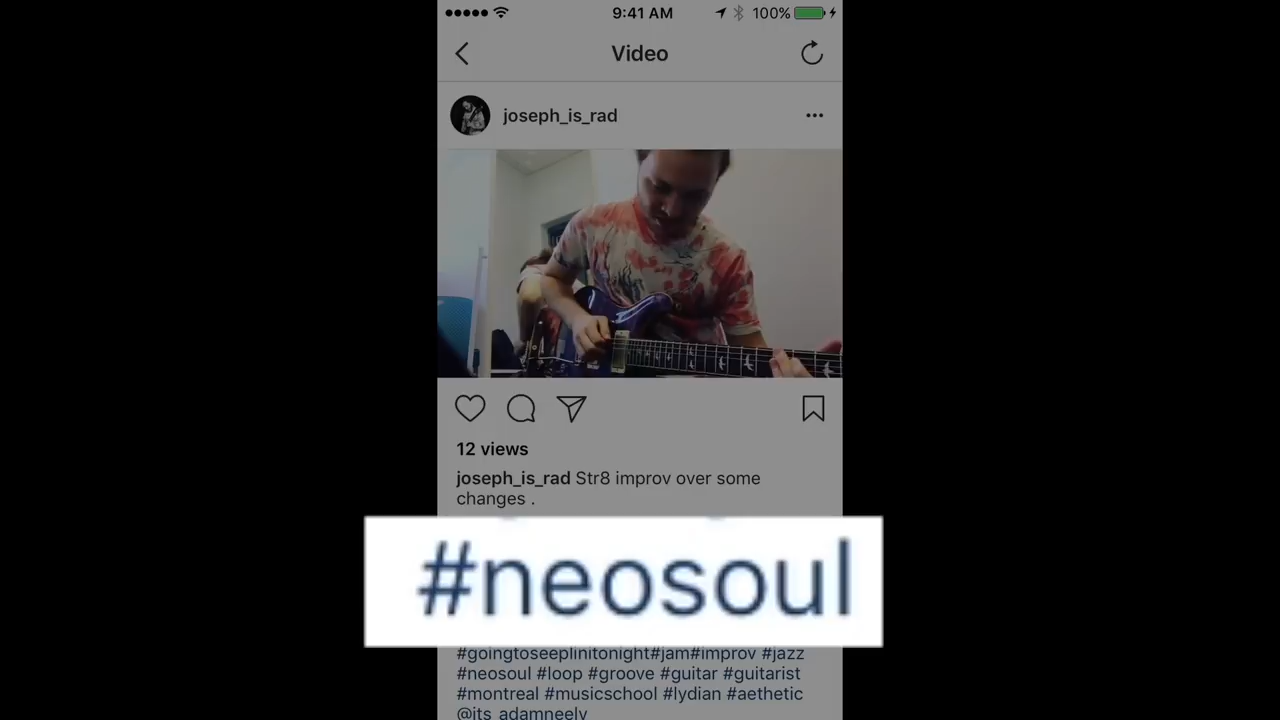 9:41 AM
100%
Video
joseph_is_rad
12 views
joseph_is_rad Str8 improv over some
changes .
#neosoul
#goingtoseeplinitonight#jam#improv #jazz
#neosoul #loop #groove #guitar #guitarist
#montreal #musicschool #lydian #aethetic
@its_adamneely